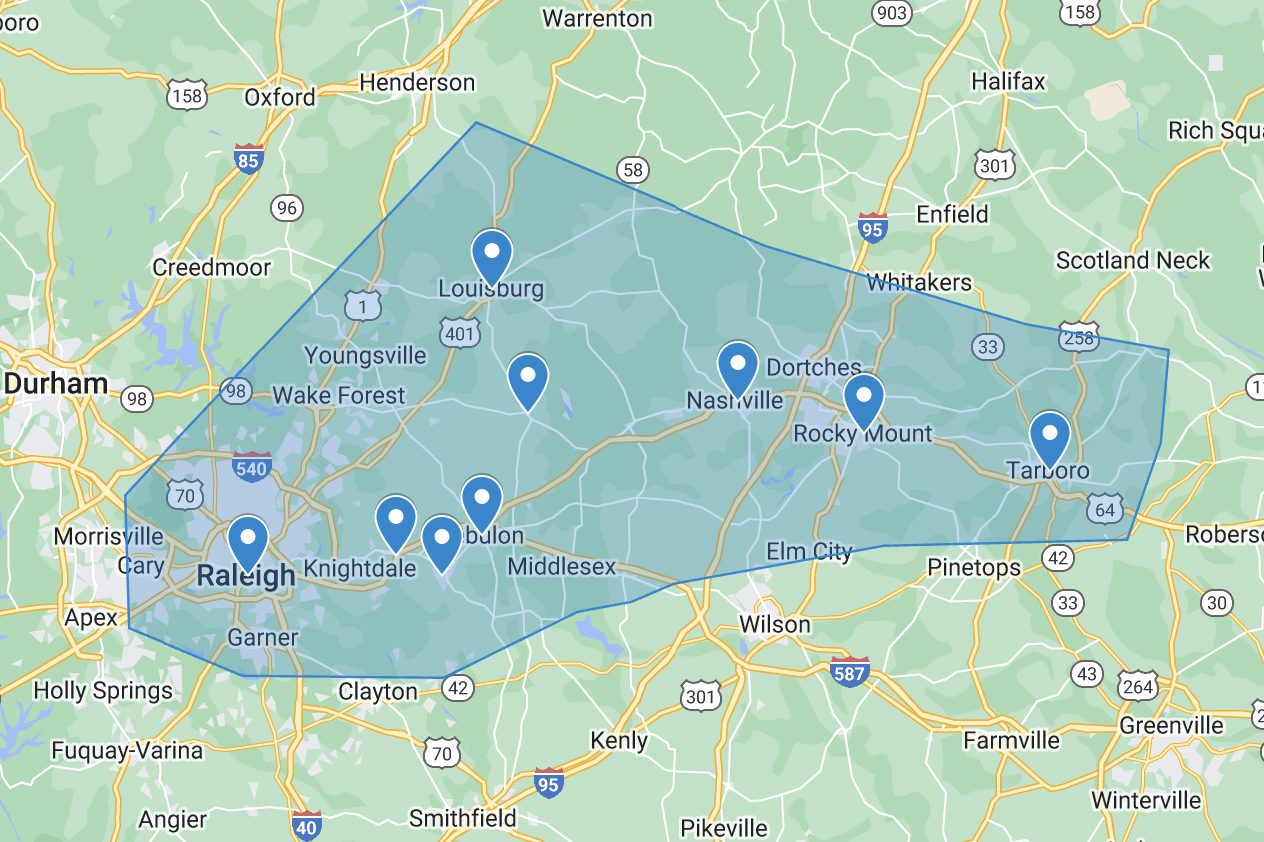 Warrenton
903
158
boro
Henderson
Halifax
158
Oxford
Rich Squa
85
58
301
96
Enfield
95
Creedmoor
Scotland Neck
Whitakers
Louisburg
1
401
258
33
Youngsville
Dortches
Durham
98
98
Wake Forest
Nashville
Rocky Mount
540
Tarboro
70
64
Morrisville
bulon
Roberso
Cary
Raleigh
Knightdale
Middlesex
Elm City
Pinetops
42
33
30
Apex
Wilson
Garner
587
43
264
Holly Springs
Clayton
42
301
Greenville
Fuquay-Varina
70
Kenly
Farmville
95
Winterville
Angier
40
Smithfield
Pikeville